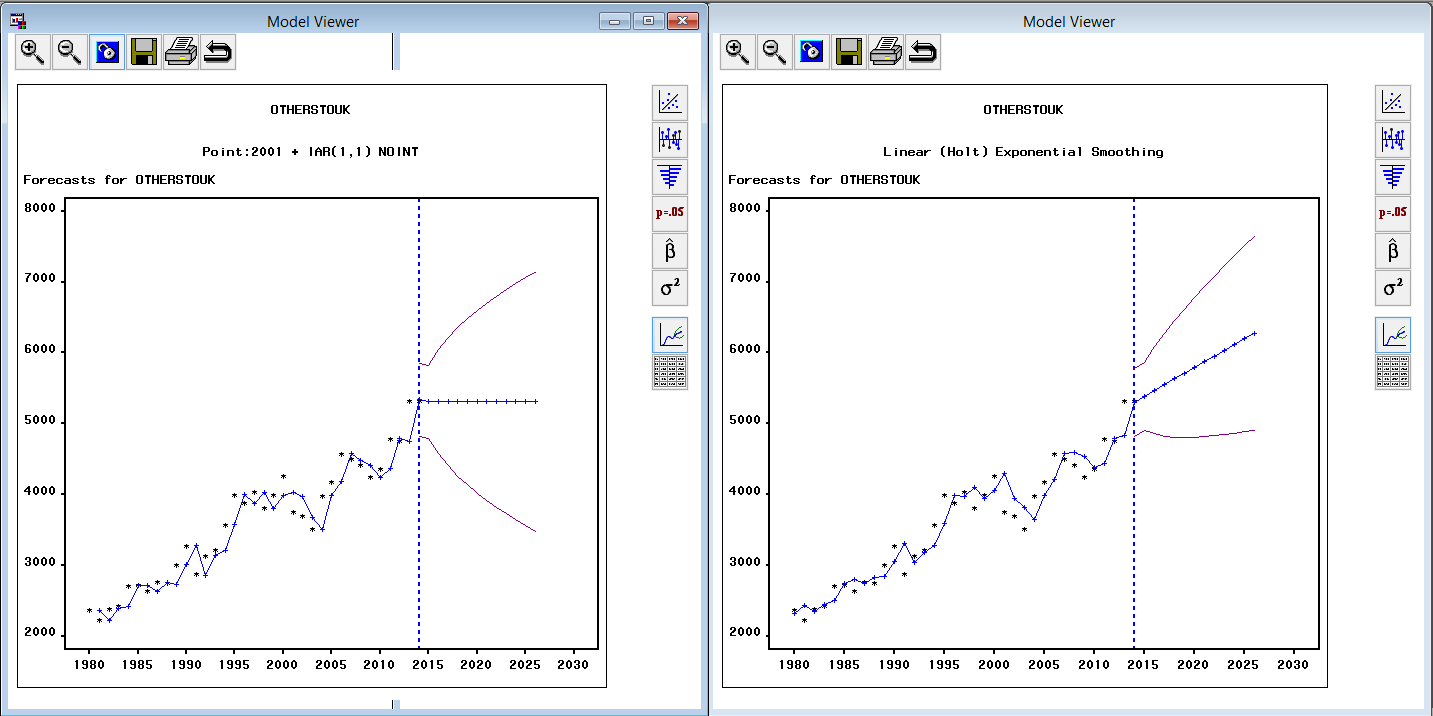 Model Viewer
OTHERSTOUK
Point:2001 + IAR(1,1) NOINT
Forecasts for OTHERSTOUK
8000
7000
6000
5000
4000
3000
2000
1980 1985 1990 1995 2000 2005 2010 2015 2020 2025 2030
p=.05
β̂
σ²
Model Viewer
OTHERSTOUK
Linear (Holt) Exponential Smoothing
Forecasts for OTHERSTOUK
8000
7000
6000
5000
4000
3000
2000
1980 1985 1990 1995 2000 2005 2010 2015 2020 2025 2030
p=.05
β̂
σ²